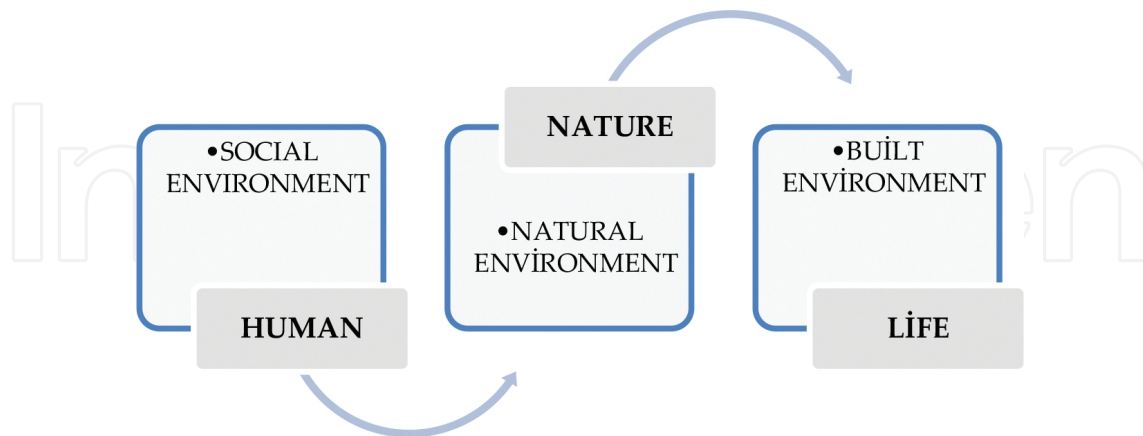 •SOCIAL
ENVIRONMENT
HUMAN
NATURE
•NATURAL
ENVİRONMENT
•BUİLT
ENVİRONMENT
LİFE